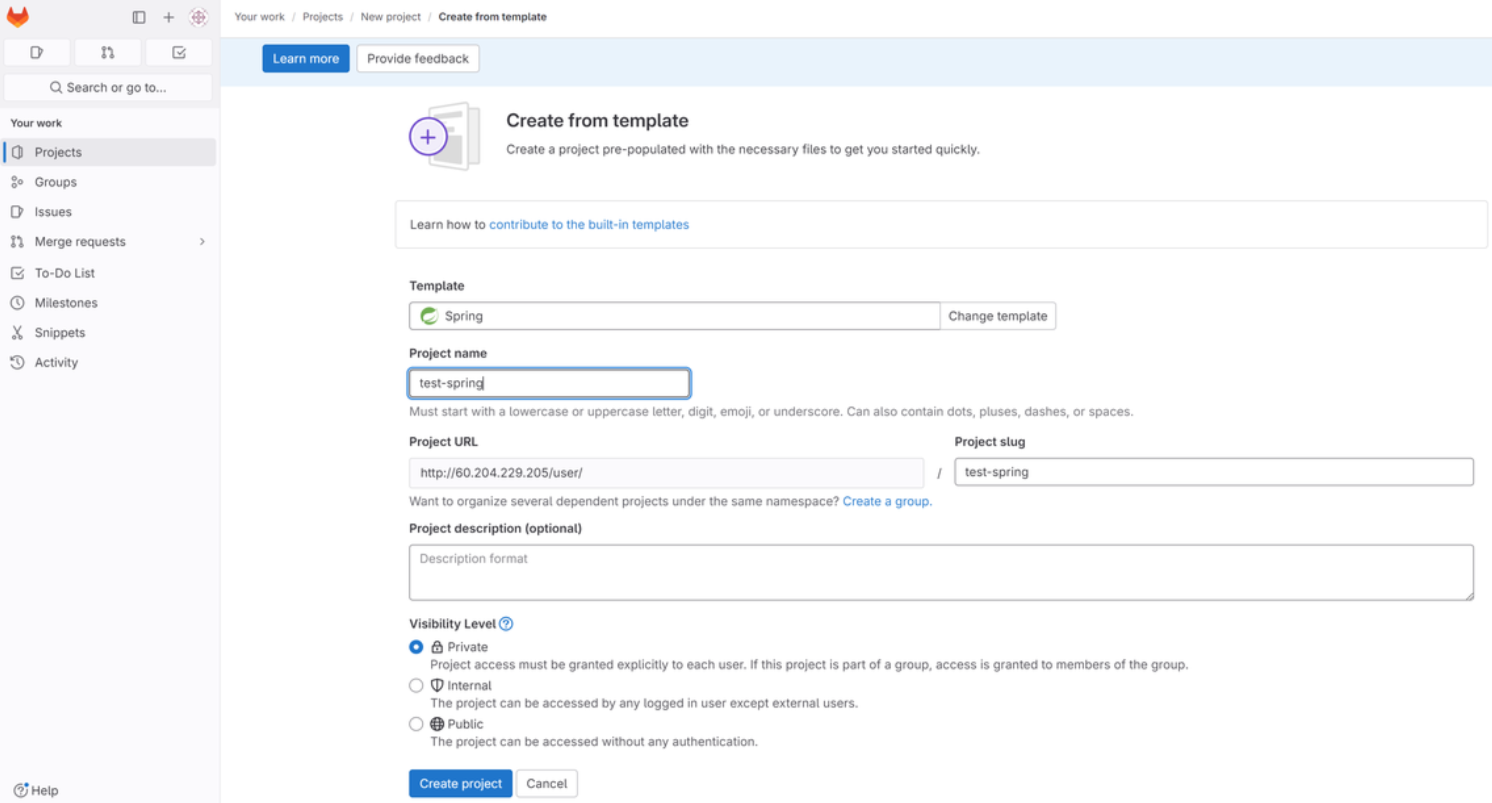 Your work / Projects / New project / Create from template
Learn more Provide feedback
Search or go to...
Your work
Projects
Groups
Issues
Merge requests
To-Do List
Milestones
Snippets
Activity
Help
Create from template
Create a project pre-populated with the necessary files to get you started quickly.
Learn how to contribute to the built-in templates
Template
Spring Change template
Project name
test-spring
Must start with a lowercase or uppercase letter, digit, emoji, or underscore. Can also contain dots, pluses, dashes, or spaces.
Project URL Project slug
http://60.204.229.205/user/ / test-spring
Want to organize several dependent projects under the same namespace? Create a group.
Project description (optional)
Description format
Visibility Level
Private
Project access must be granted explicitly to each user. If this project is part of a group, access is granted to members of the group.
Internal
The project can be accessed by any logged in user except external users.
Public
The project can be accessed without any authentication.
Create project Cancel